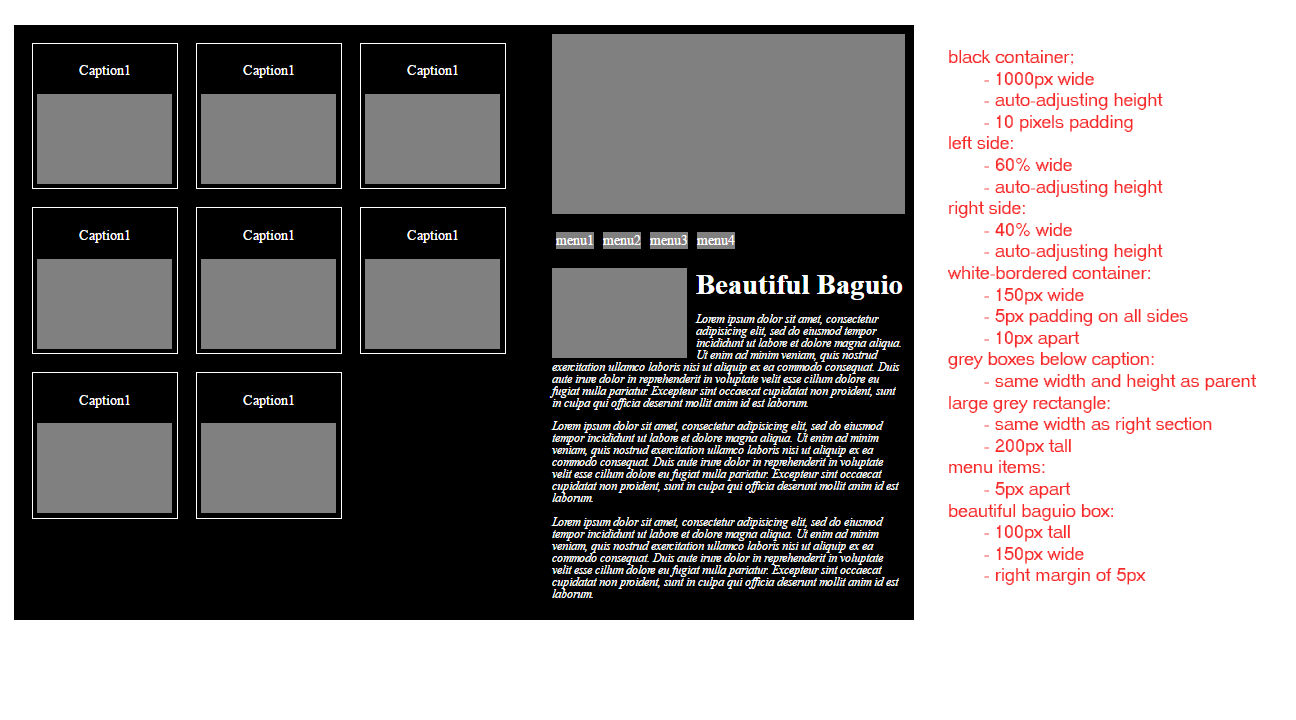 Caption1
Caption1
Caption1
Caption1
Caption1
Caption1
Caption1
Caption1
menu1 menu2 menu3 menu4
Beautiful Baguio
Lorem ipsum dolor sit amet, consectetur
adipisicing elit, sed do eiusmod tempor
incididunt ut labore et dolore magna aliqua.
Ut enim ad minim veniam, quis nostrud
exercitation ullamco laboris nisi ut aliquip ex ea commodo consequat. Duis
aute irure dolor in reprehenderit in voluptate velit esse cillum dolore eu
fugiat nulla pariatur. Excepteur sint occaecat cupidatat non proident, sunt
in culpa qui officia deserunt mollit anim id est laborum.
Lorem ipsum dolor sit amet, consectetur adipisicing elit, sed do eiusmod
tempor incididunt ut labore et dolore magna aliqua. Ut enim ad minim
veniam, quis nostrud exercitation ullamco laboris nisi ut aliquip ex ea
commodo consequat. Duis aute irure dolor in reprehenderit in voluptate
velit esse cillum dolore eu fugiat nulla pariatur. Excepteur sint occaecat
cupidatat non proident, sunt in culpa qui officia deserunt mollit anim id est
laborum.
Lorem ipsum dolor sit amet, consectetur adipisicing elit, sed do eiusmod
tempor incididunt ut labore et dolore magna aliqua. Ut enim ad minim
veniam, quis nostrud exercitation ullamco laboris nisi ut aliquip ex ea
commodo consequat. Duis aute irure dolor in reprehenderit in voluptate
velit esse cillum dolore eu fugiat nulla pariatur. Excepteur sint occaecat
cupidatat non proident, sunt in culpa qui officia deserunt mollit anim id est
laborum.
black container:
- 1000px wide
- auto-adjusting height
- 10 pixels padding
left side:
- 60% wide
- auto-adjusting height
right side:
- 40% wide
- auto-adjusting height
white-bordered container:
- 150px wide
- 5px padding on all sides
- 10px apart
grey boxes below caption:
- same width and height as parent
large grey rectangle:
- same width as right section
- 200px tall
menu items:
- 5px apart
beautiful baguio box:
- 100px tall
- 150px wide
- right margin of 5px